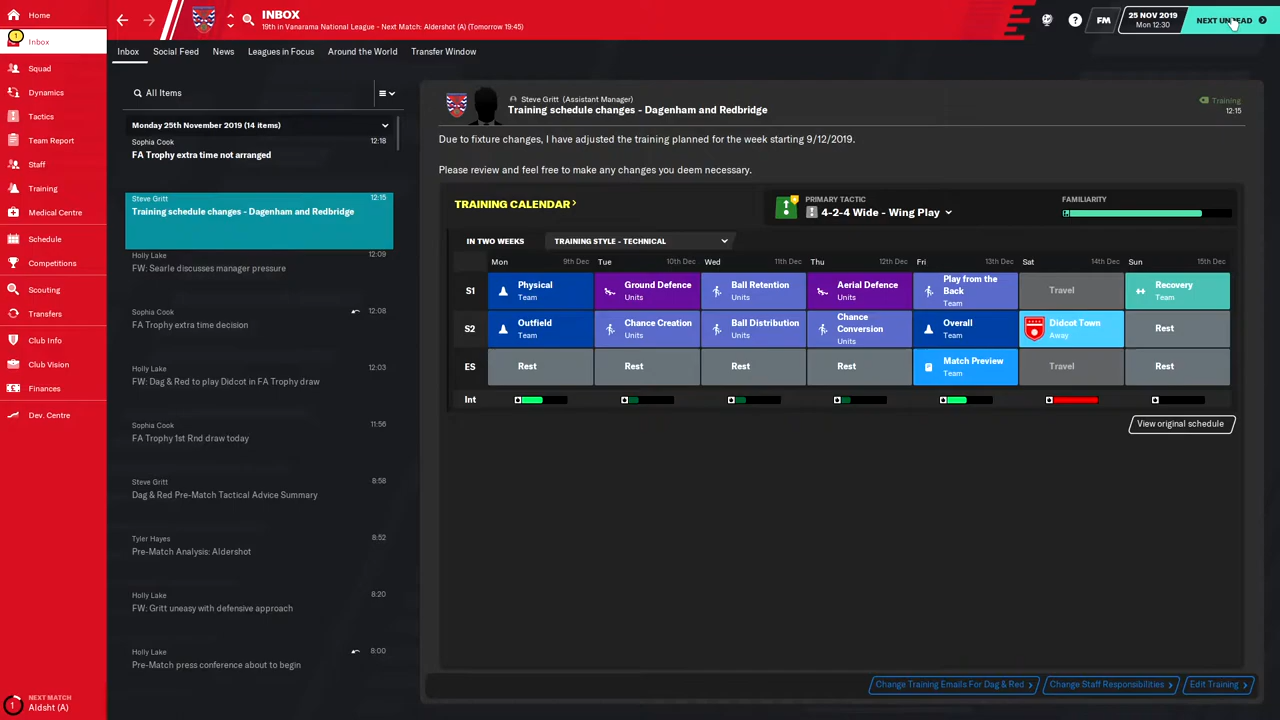 Home
INBOX
19th in Vanarama National League - Next Match: Aldershot (A) (Tomorrow 19:45)
?
FM
25 NOV 2019
Mon 12:30
NEXT UNREAD
1
Inbox
Squad
Dynamics
Tactics
Team Report
Staff
Training
Medical Centre
Schedule
Competitions
Scouting
Transfers
Club Info
Club Vision
Finances
Dev. Centre
1
NEXT MATCH
Aldsht (A)
Inbox
Social Feed
News
Leagues in Focus
Around the World
Transfer Window
All Items
Monday 25th November 2019 (14 items)
Sophia Cook
12:18
FA Trophy extra time not arranged
Steve Gritt
12:15
Training schedule changes - Dagenham and Redbridge
Holly Lake
12:09
FW: Searle discusses manager pressure
Sophia Cook
12:08
FA Trophy extra time decision
Holly Lake
12:03
FW: Dag & Red to play Didcot in FA Trophy draw
Sophia Cook
11:56
FA Trophy 1st Rnd draw today
Steve Gritt
8:58
Dag & Red Pre-Match Tactical Advice Summary
Tyler Hayes
8:52
Pre-Match Analysis: Aldershot
Holly Lake
8:20
FW: Gritt uneasy with defensive approach
Holly Lake
8:00
Pre-Match press conference about to begin
Steve Gritt (Assistant Manager)
Training schedule changes - Dagenham and Redbridge
Training
12:15
Due to fixture changes, I have adjusted the training planned for the week starting 9/12/2019.
Please review and feel free to make any changes you deem necessary.
TRAINING CALENDAR
PRIMARY TACTIC
4-2-4 Wide - Wing Play
FAMILIARITY
IN TWO WEEKS
TRAINING STYLE - TECHNICAL
Mon 9th Dec Tue 10th Dec Wed 11th Dec Thu 12th Dec Fri 13th Dec Sat 14th Dec Sun 15th Dec
S1
Physical
Team
Ground Defence
Units
Ball Retention
Units
Aerial Defence
Units
Play from the
Back
Team
Travel
Recovery
Team
S2
Outfield
Team
Chance Creation
Units
Ball Distribution
Units
Chance
Conversion
Units
Overall
Team
Didcot Town
Away
Rest
ES
Rest
Rest
Rest
Rest
Match Preview
Team
Travel
Rest
Int
View original schedule
Change Training Emails For Dag & Red
Change Staff Responsibilities
Edit Training